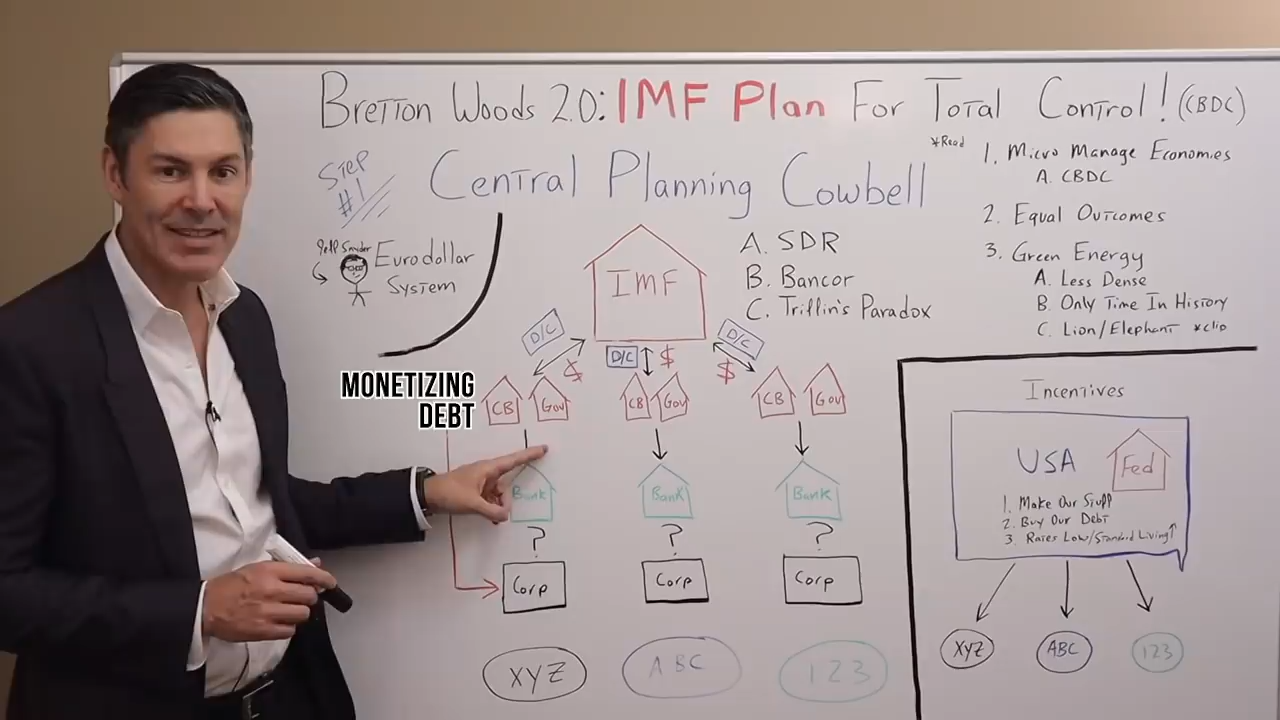 Bretton Woods 2.0: IMF Plan For Total Control! (CBDC)
*Read
Step
#1
Central Planning Cowbell
1. Micro Manage Economies
A. CBDC
2. Equal Outcomes
3. Green Energy
A. Less Dense
B. Only Time In History
C. Lion/Elephant *clip
Jeff Snider
Eurodollar
System
IMF
A. SDR
B. Bancor
C. Triffin's Paradox
D/C
$
D/C
$
D/C
$
MONETIZING
DEBT
CB Gov
CB Gov
CB Gov
Bank
Bank
Bank
?
?
?
Corp
Corp
Corp
XYZ
ABC
123
Incentives
USA
Fed
1. Make Our Stuff
2. Buy Our Debt
3. Rates Low/Standard Living↑
XYZ
ABC
123